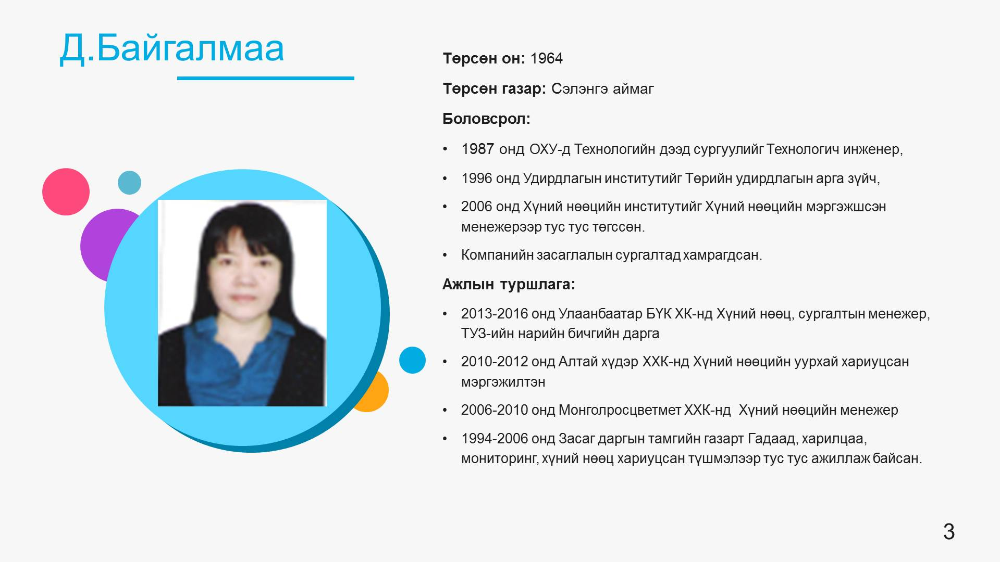 Д.Байгалмаа
Төрсөн он: 1964
Төрсөн газар: Сэлэнгэ аймаг
Боловсрол:
• 1987 онд ОХУ-д Технологийн дээд сургуулийг Технологич инженер,
• 1996 онд Удирдлагын институтийг Төрийн удирдлагын арга зүйч,
• 2006 онд Хүний нөөцийн институтийг Хүний нөөцийн мэргэжшсэн
менежерээр тус тус төгссөн.
• Компанийн засаглалын сургалтад хамрагдсан.
Ажлын туршлага:
• 2013-2016 онд Улаанбаатар БҮК ХК-нд Хүний нөөц, сургалтын менежер,
ТУЗ-ийн нарийн бичгийн дарга
• 2010-2012 онд Алтай хүдэр ХХК-нд Хүний нөөцийн уурхай хариуцсан
мэргэжилтэн
• 2006-2010 онд Монголросцветмет ХХК-нд Хүний нөөцийн менежер
• 1994-2006 онд Засаг даргын тамгийн газарт Гадаад, харилцаа,
мониторинг, хүний нөөц хариуцсан түшмэлээр тус тус ажиллаж байсан.
3